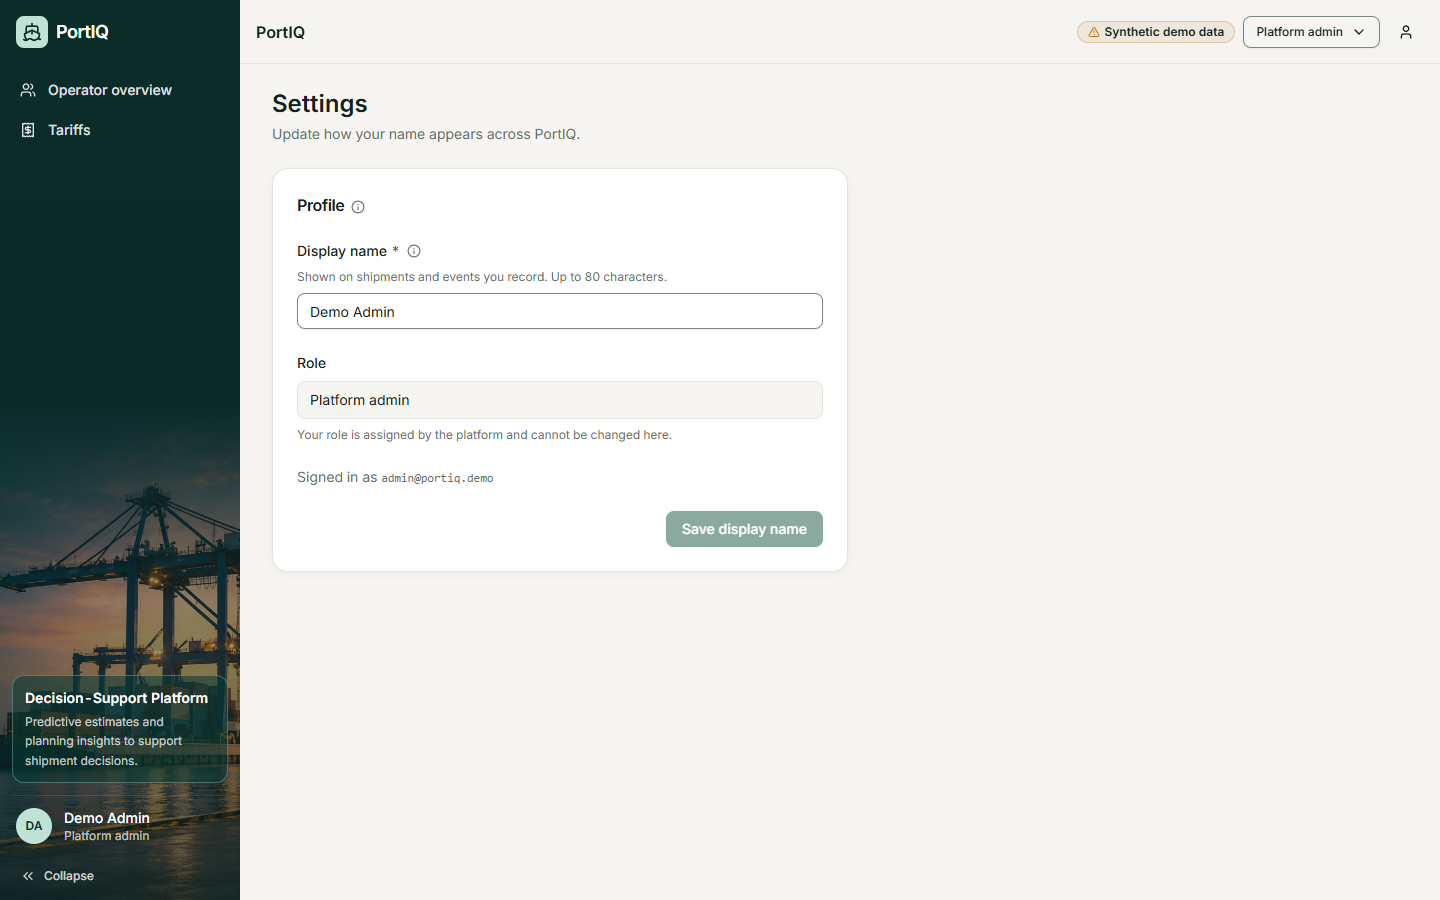 PortIQ
Operator overview
Tariffs
Decision-Support Platform
Predictive estimates and
planning insights to support
shipment decisions.
DA
Demo Admin
Platform admin
Collapse
PortIQ
Synthetic demo data
Platform admin
Settings
Update how your name appears across PortIQ.
Profile
Display name *
Shown on shipments and events you record. Up to 80 characters.
Demo Admin
Role
Platform admin
Your role is assigned by the platform and cannot be changed here.
Signed in as admin@portiq.demo
Save display name